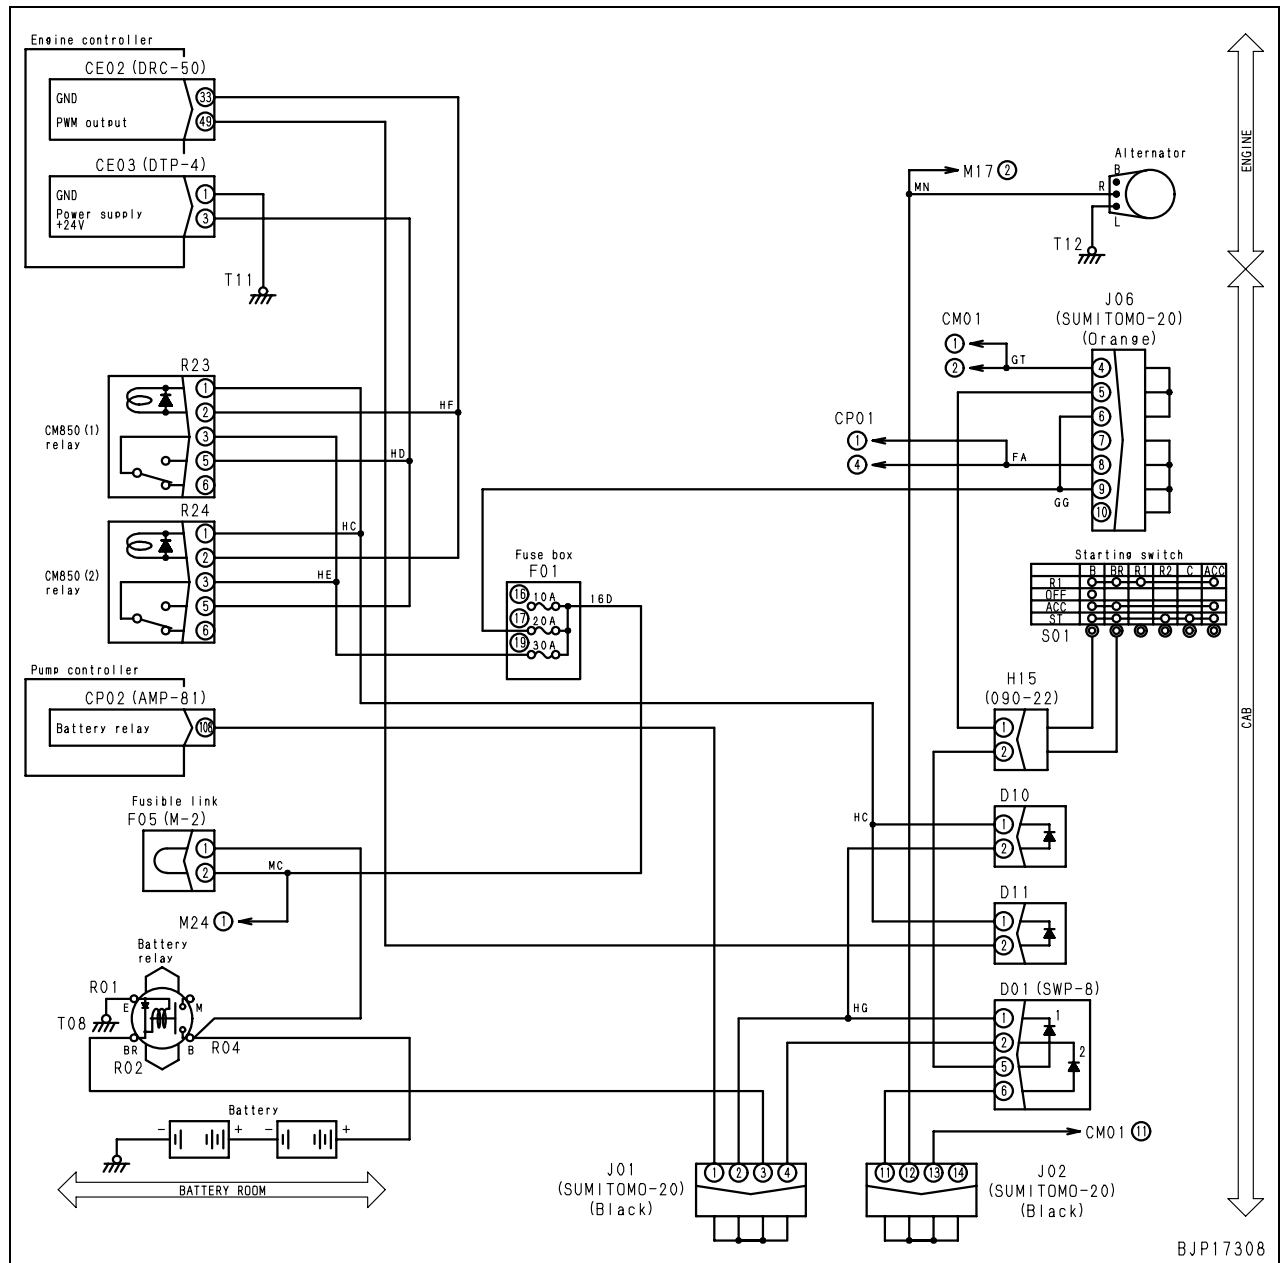 Engine controller
CE02 (DRC-50)
GND 33
PWM output 49
CE03 (DTP-4)
GND 1
Power supply
+24V 3
T11
ENGINE
Alternator
B
R
L
M17 2
MN
T12
J06
(SUMITOMO-20)
(Orange)
CM01
1
2
GT
4
5
6
7
8
9
10
CP01
1
4
FA
GG
R23
1
2
3
5
6
CM850 (1)
relay
HF
HD
R24
1
2
3
5
6
CM850 (2)
relay
HC
HE
Fuse box
F01
16 10A
17 20A
19 30A
16D
Starting switch
B BR R1 R2 C ACC
R1
OFF
ACC
ST
S01
H15
(090-22)
1
2
CAB
Pump controller
CP02 (AMP-81)
Battery relay 108
Fusible link
F05 (M-2)
1
2
MC
M24 1
HC
D10
1
2
D11
1
2
Battery
relay
R01
E
M
T08
BR
B
R02
R04
HG
D01 (SWP-8)
1
2
5
6
1
2
Battery
- + - +
BATTERY ROOM
CM01 11
J01
(SUMITOMO-20)
(Black)
1 2 3 4
11 12 13 14
J02
(SUMITOMO-20)
(Black)
BJP17308